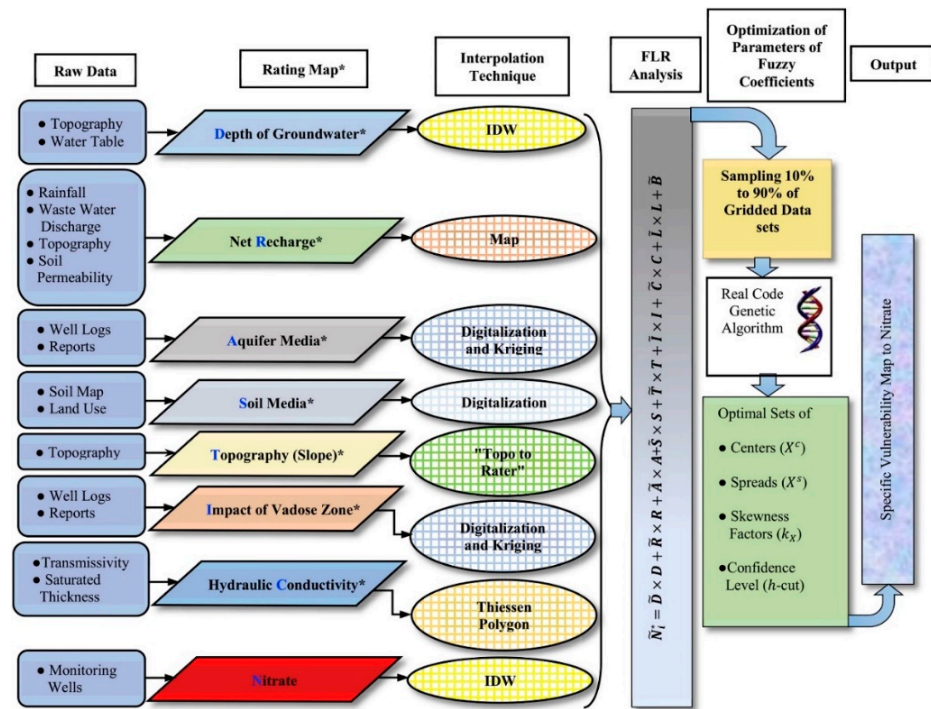 Raw Data
Rating Map*
Interpolation
Technique
FLR
Analysis
Optimization of
Parameters of
Fuzzy
Coefficients
Output
● Topography
● Water Table
Depth of Groundwater*
IDW
● Rainfall
● Waste Water
Discharge
● Topography
● Soil
Permeability
Net Recharge*
Map
● Well Logs
● Reports
Aquifer Media*
Digitalization
and Kriging
● Soil Map
● Land Use
Soil Media*
Digitalization
● Topography
Topography (Slope)*
"Topo to
Rater"
● Well Logs
● Reports
Impact of Vadose Zone*
Digitalization
and Kriging
●Transmissivity
● Saturated
Thickness
Hydraulic Conductivity*
Thiessen
Polygon
● Monitoring
Wells
Nitrate
IDW
Ñᵢ = D̃ × D + R̃ × R + Ã × A+S̃ × S + T̃ × T + Ĩ × I + C̃ × C + L̃ × L + B̃
Sampling 10%
to 90% of
Gridded Data
sets
Real Code
Genetic
Algorithm
Optimal Sets of
● Centers (Xᶜ)
● Spreads (Xˢ)
● Skewness
Factors (k_X)
●Confidence
Level (h-cut)
Specific Vulnerability Map to Nitrate